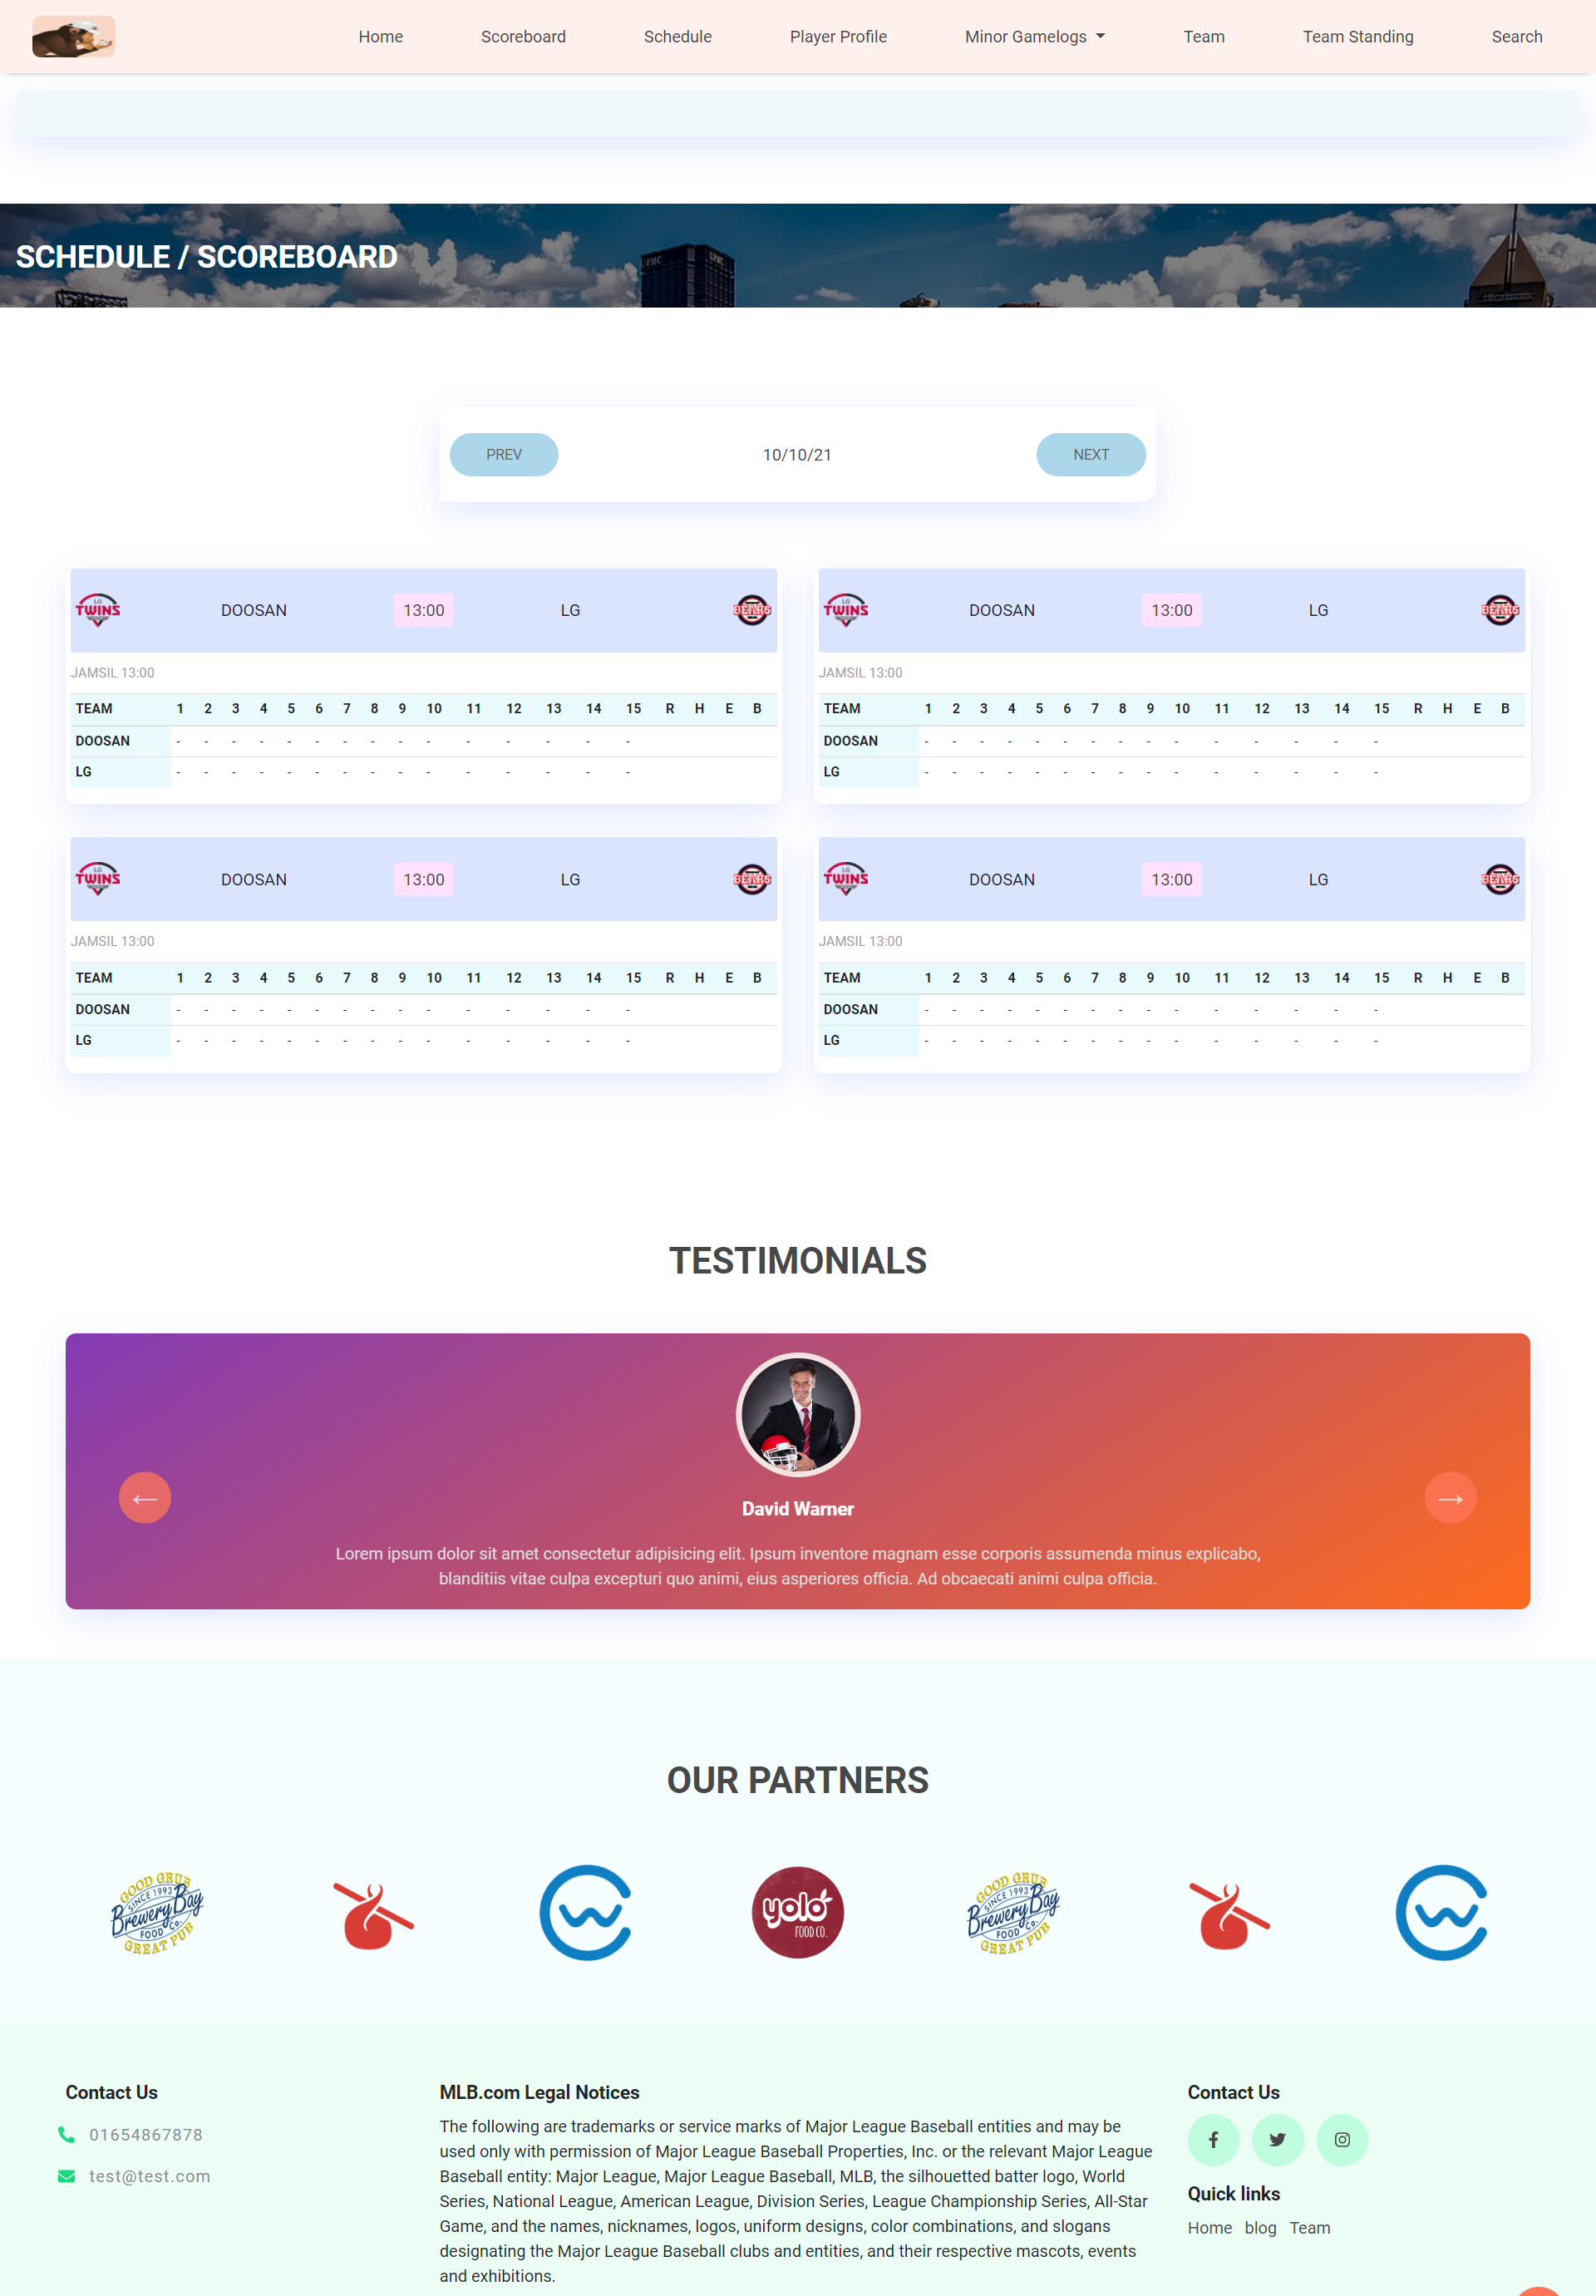 Home Scoreboard Schedule Player Profile Minor Gamelogs Team Team Standing Search
SCHEDULE / SCOREBOARD
PREV 10/10/21 NEXT
LG TWINS DOOSAN 13:00 LG BEARS
JAMSIL 13:00
TEAM 1 2 3 4 5 6 7 8 9 10 11 12 13 14 15 R H E B
DOOSAN - - - - - - - - - - - - - - -
LG - - - - - - - - - - - - - - -
LG TWINS DOOSAN 13:00 LG BEARS
JAMSIL 13:00
TEAM 1 2 3 4 5 6 7 8 9 10 11 12 13 14 15 R H E B
DOOSAN - - - - - - - - - - - - - - -
LG - - - - - - - - - - - - - - -
LG TWINS DOOSAN 13:00 LG BEARS
JAMSIL 13:00
TEAM 1 2 3 4 5 6 7 8 9 10 11 12 13 14 15 R H E B
DOOSAN - - - - - - - - - - - - - - -
LG - - - - - - - - - - - - - - -
LG TWINS DOOSAN 13:00 LG BEARS
JAMSIL 13:00
TEAM 1 2 3 4 5 6 7 8 9 10 11 12 13 14 15 R H E B
DOOSAN - - - - - - - - - - - - - - -
LG - - - - - - - - - - - - - - -
TESTIMONIALS
David Warner
Lorem ipsum dolor sit amet consectetur adipisicing elit. Ipsum inventore magnam esse corporis assumenda minus explicabo,
blanditiis vitae culpa excepturi quo animi, eius asperiores officia. Ad obcaecati animi culpa officia.
OUR PARTNERS
GOOD GRUB
SINCE 1993
Brewery Bay
FOOD CO.
GREAT PUB
yolo
FOOD CO.
GOOD GRUB
SINCE 1993
Brewery Bay
FOOD CO.
GREAT PUB
Contact Us
01654867878
test@test.com
MLB.com Legal Notices
The following are trademarks or service marks of Major League Baseball entities and may be
used only with permission of Major League Baseball Properties, Inc. or the relevant Major League
Baseball entity: Major League, Major League Baseball, MLB, the silhouetted batter logo, World
Series, National League, American League, Division Series, League Championship Series, All-Star
Game, and the names, nicknames, logos, uniform designs, color combinations, and slogans
designating the Major League Baseball clubs and entities, and their respective mascots, events
and exhibitions.
Contact Us
Quick links
Home blog Team